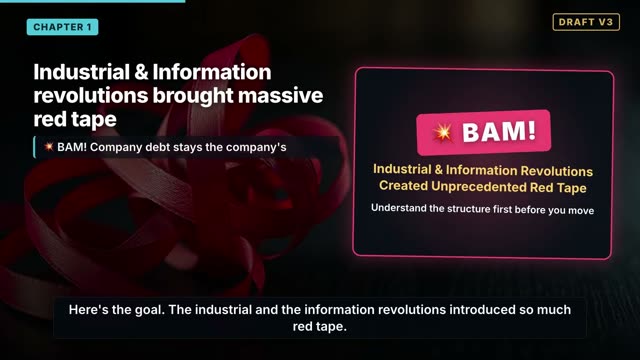 CHAPTER 1
DRAFT V3
Industrial & Information
revolutions brought massive
red tape
💥 BAM! Company debt stays the company's
💥 BAM!
Industrial & Information Revolutions
Created Unprecedented Red Tape
Understand the structure first before you move
Here's the goal. The industrial and the information revolutions introduced so much
red tape.